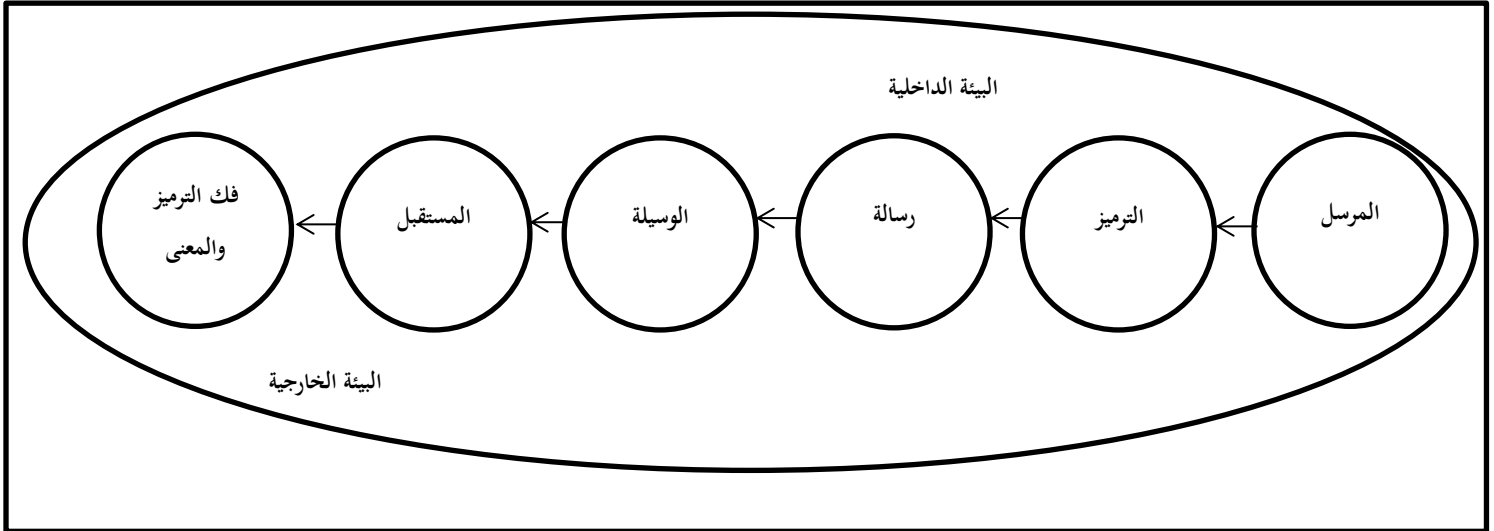 البيئة الداخلية
المرسل
الترميز
رسالة
الوسيلة
المستقبل
فك الترميز
والمعنى
البيئة الخارجية